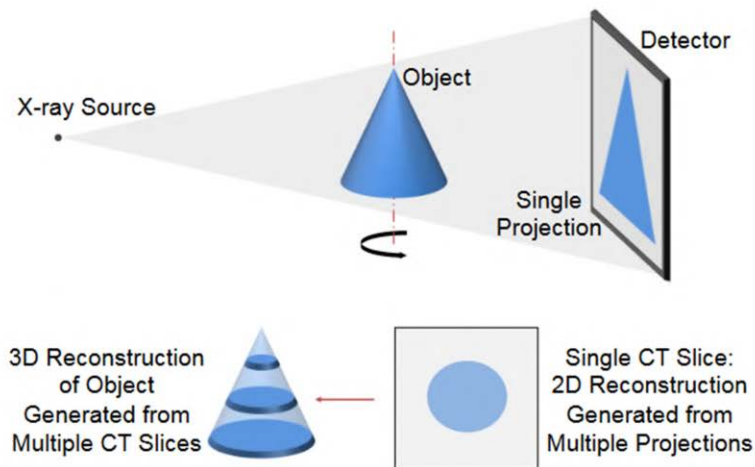 Detector
Object
X-ray Source
Single
Projection
3D Reconstruction
of Object
Generated from
Multiple CT Slices
Single CT Slice:
2D Reconstruction
Generated from
Multiple Projections